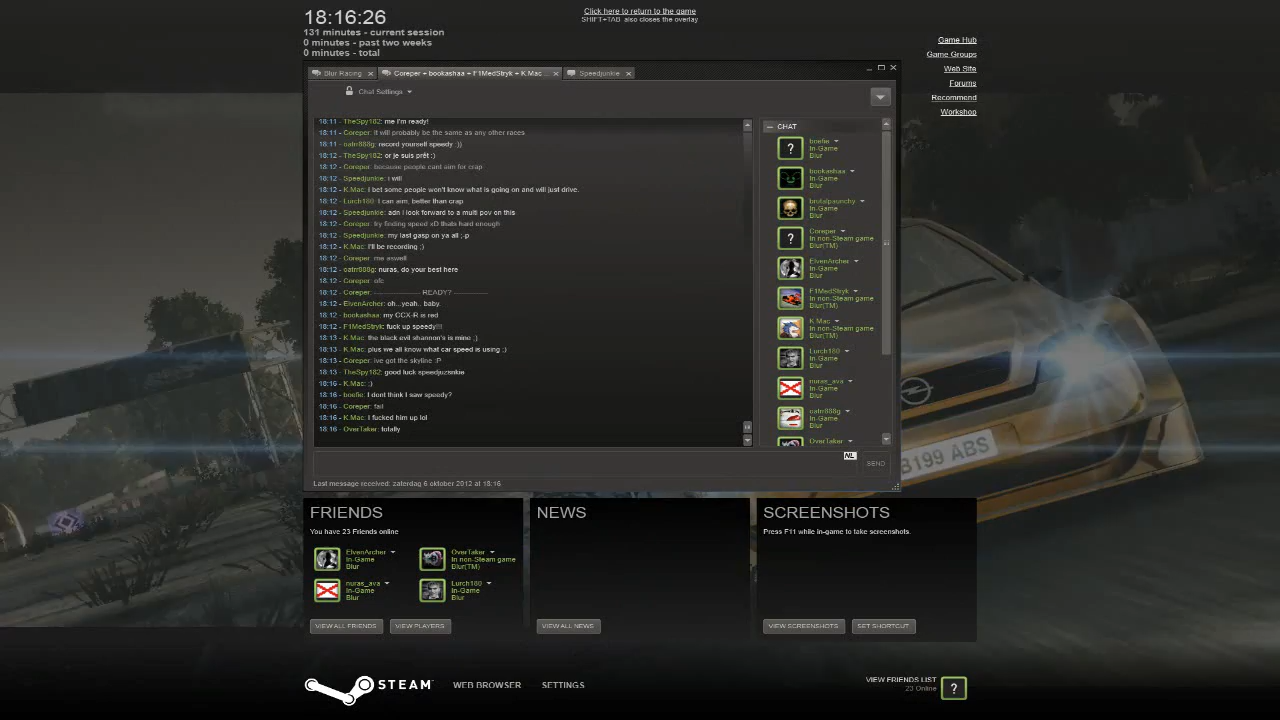 18:16:26
131 minutes - current session
0 minutes - past two weeks
0 minutes - total
Click here to return to the game
SHIFT+TAB also closes the overlay
Game Hub
Game Groups
Web Site
Forums
Recommend
Workshop
Blur Racing
Coreper + bookashaa + F1MedStryk + K.Mac ...
Speedjunkie
Chat Settings
18:11 - TheSpy182: me I'm ready!
18:11 - Coreper: it will probably be the same as any other races
18:11 - oatrr888g: record yourself speedy :))
18:12 - TheSpy182: or je suis prêt :)
18:12 - Coreper: because people cant aim for crap
18:12 - Speedjunkie: i will
18:12 - K.Mac: I bet some people won't know what is going on and will just drive.
18:12 - Lurch180: I can aim, better than crap
18:12 - Speedjunkie: adn i look forward to a multi pov on this
18:12 - Coreper: try finding speed xD thats hard enough
18:12 - Speedjunkie: my last gasp on ya all ;-p
18:12 - K.Mac: I'll be recording ;)
18:12 - Coreper: me aswell
18:12 - oatrr888g: nuras, do your best here
18:12 - Coreper:
18:12 - Coreper: -------------- READY? --------------
18:12 - ElvenArcher: oh...yeah.. baby.
18:12 - bookashaa: my CCX-R is red
18:12 - F1MedStryk: fuck up speedy!!!
18:13 - K.Mac: the black evil shannon's is mine ;)
18:13 - K.Mac: plus we all know what car speed is using ;)
18:13 - Coreper: ive got the skyline :P
18:13 - TheSpy182: good luck speedjuzsnkie
18:16 - K.Mac: ;)
18:16 - boefie: I dont think I saw speedy?
18:16 - Coreper: fail
18:16 - K.Mac: I fucked him up lol
18:16 - OverTaker: totally
CHAT
boefie
In-Game
Blur
bookashaa
In-Game
Blur
brutalpaunchy
In-Game
Blur
Coreper
In non-Steam game
Blur(TM)
ElvenArcher
In-Game
Blur
F1MedStryk
In non-Steam game
Blur(TM)
K.Mac
In non-Steam game
Blur(TM)
Lurch180
In-Game
Blur
nuras_ava
In-Game
Blur
oatrr888g
In-Game
Blur
OverTaker
NL
SEND
Last message received: zaterdag 6 oktober 2012 at 18:16
B199 ABS
FRIENDS
You have 23 Friends online
ElvenArcher
In-Game
Blur
OverTaker
In non-Steam game
Blur(TM)
nuras_ava
In-Game
Blur
Lurch180
In-Game
Blur
VIEW ALL FRIENDS
VIEW PLAYERS
NEWS
VIEW ALL NEWS
SCREENSHOTS
Press F11 while in-game to take screenshots.
VIEW SCREENSHOTS
SET SHORTCUT
STEAM
WEB BROWSER
SETTINGS
VIEW FRIENDS LIST
23 Online